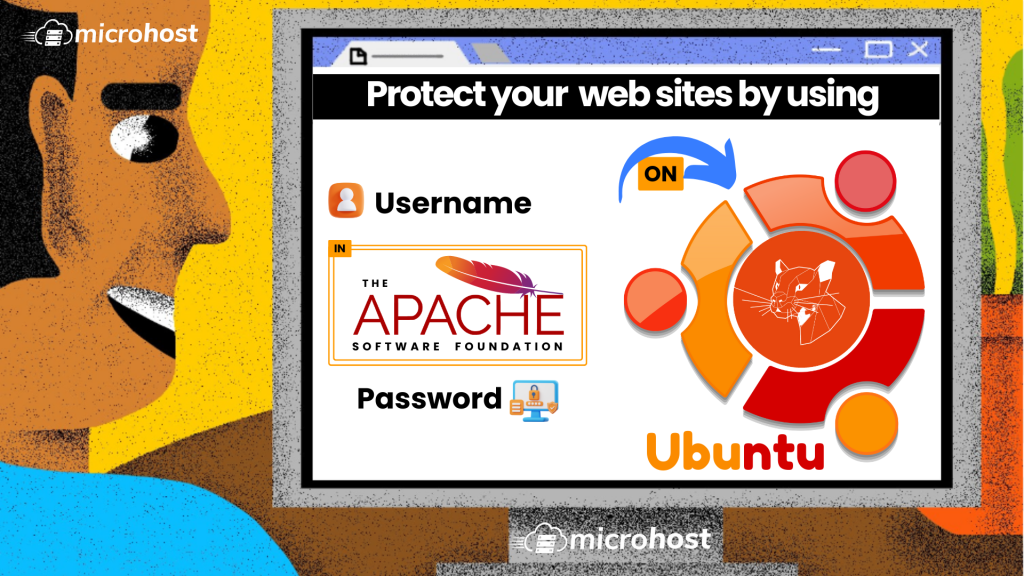 microhost
Protect your web sites by using
ON
Username
IN
THE
APACHE
SOFTWARE FOUNDATION
Password
Ubuntu
microhost